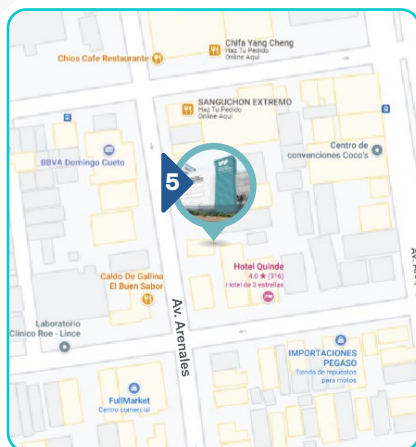 Chifa Yang Cheng
Haz Tu Pedido
Online Aquí
Chios Cafe Restaurante
SANGUCHON EXTREMO
Haz Tu Pedido
Online Aquí
BBVA Domingo Cueto
Centro de
convenciones Coco's
5
Hotel Quinde
4.0 ★ (316)
Hotel de 3 estrellas
Caldo De Gallina
El Buen Sabor
Av. Arenales
Laboratorio
Clínico Roe - Lince
IMPORTACIONES
PEGASO
Tienda de repuestos
para motos
FullMarket
Centro comercial